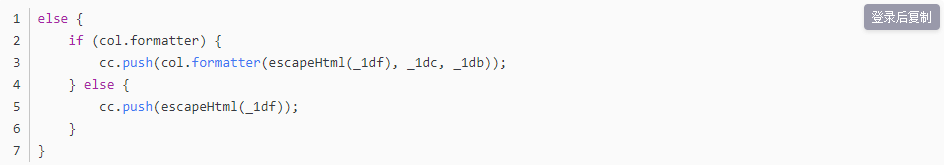 登录后复制
1 else {
2     if (col.formatter) {
3         cc.push(col.formatter(escapeHtml(_1df), _1dc, _1db));
4     } else {
5         cc.push(escapeHtml(_1df));
6     }
7 }